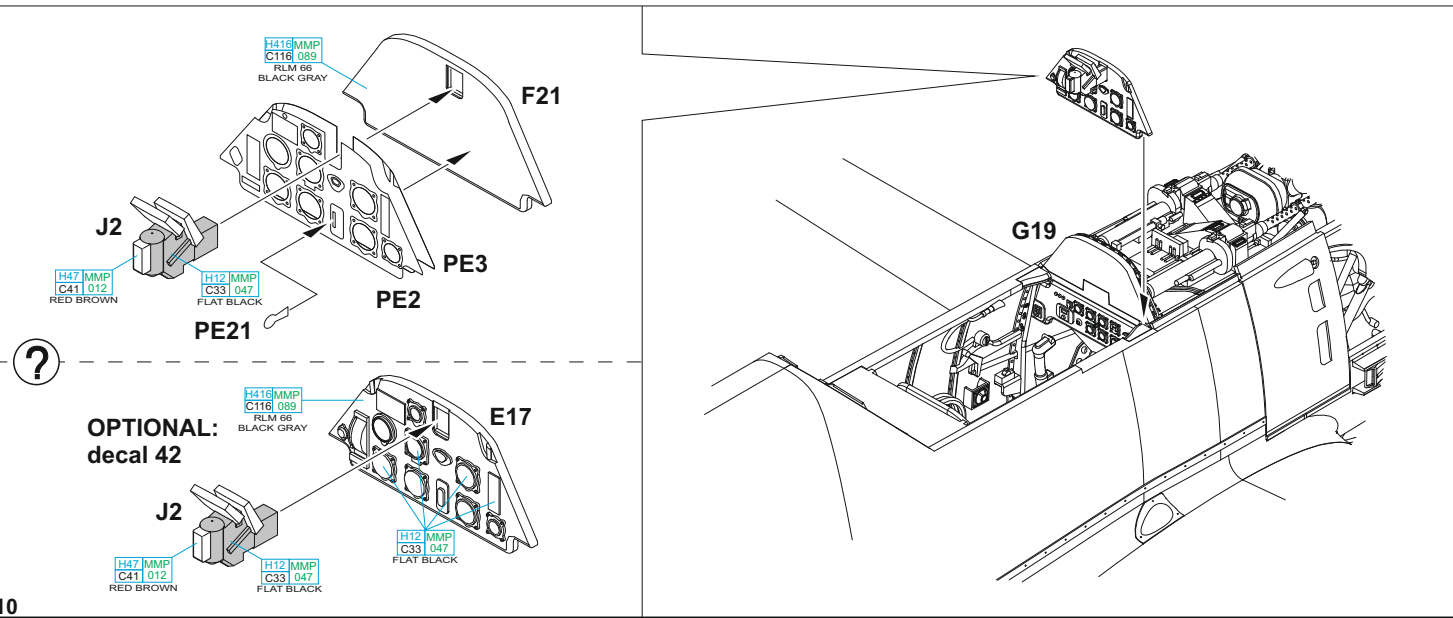 H416 MMP
C116 089
RLM 66
BLACK GRAY
F21
J2
H47 MMP
C41 012
RED BROWN
H12 MMP
C33 047
FLAT BLACK
PE3
PE2
PE21
G19
?
OPTIONAL:
decal 42
H416 MMP
C116 089
RLM 66
BLACK GRAY
E17
J2
H47 MMP
C41 012
RED BROWN
H12 MMP
C33 047
FLAT BLACK
H12 MMP
C33 047
FLAT BLACK
10